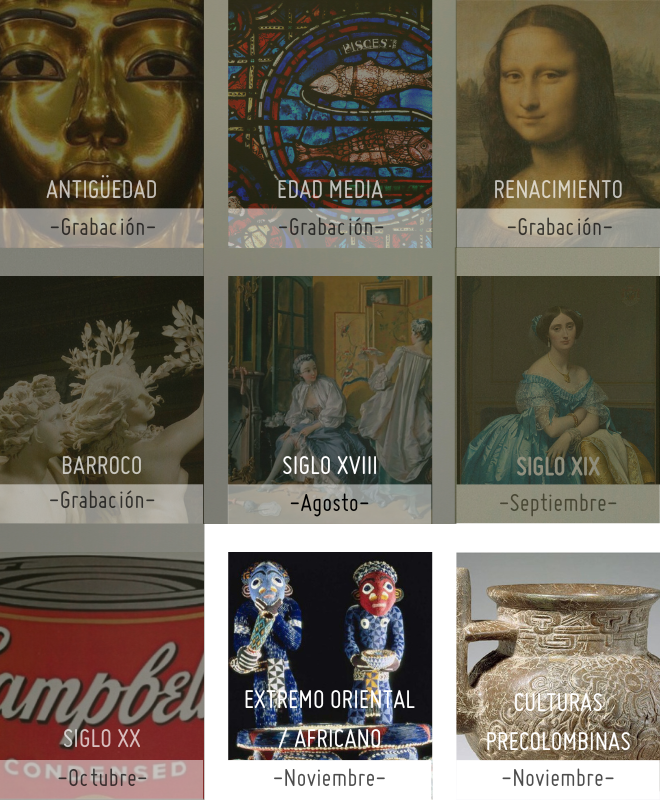 PISCES
ANTIGÜEDAD
-Grabación-
EDAD MEDIA
-Grabación-
RENACIMIENTO
-Grabación-
BARROCO
-Grabación-
SIGLO XVIII
-Agosto-
SIGLO XIX
-Septiembre-
Campbell
SIGLO XX
CONDENSED
-Octubre-
EXTREMO ORIENTAL
/ AFRICANO
-Noviembre-
CULTURAS
PRECOLOMBINAS
-Noviembre-